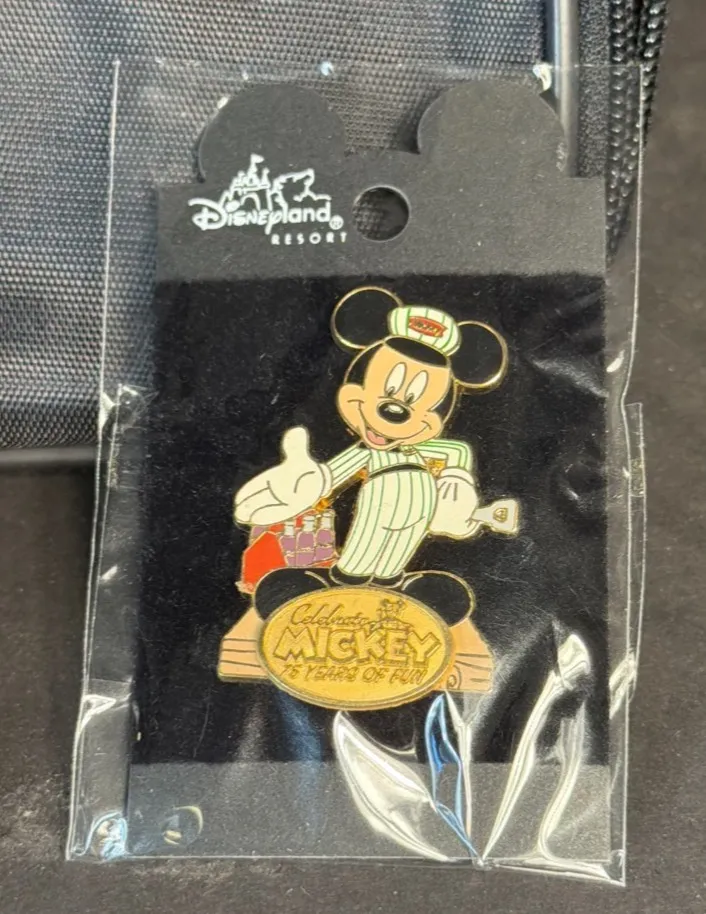 Disneyland®
RESORT
Celebrate
MICKEY
75 YEARS OF FUN